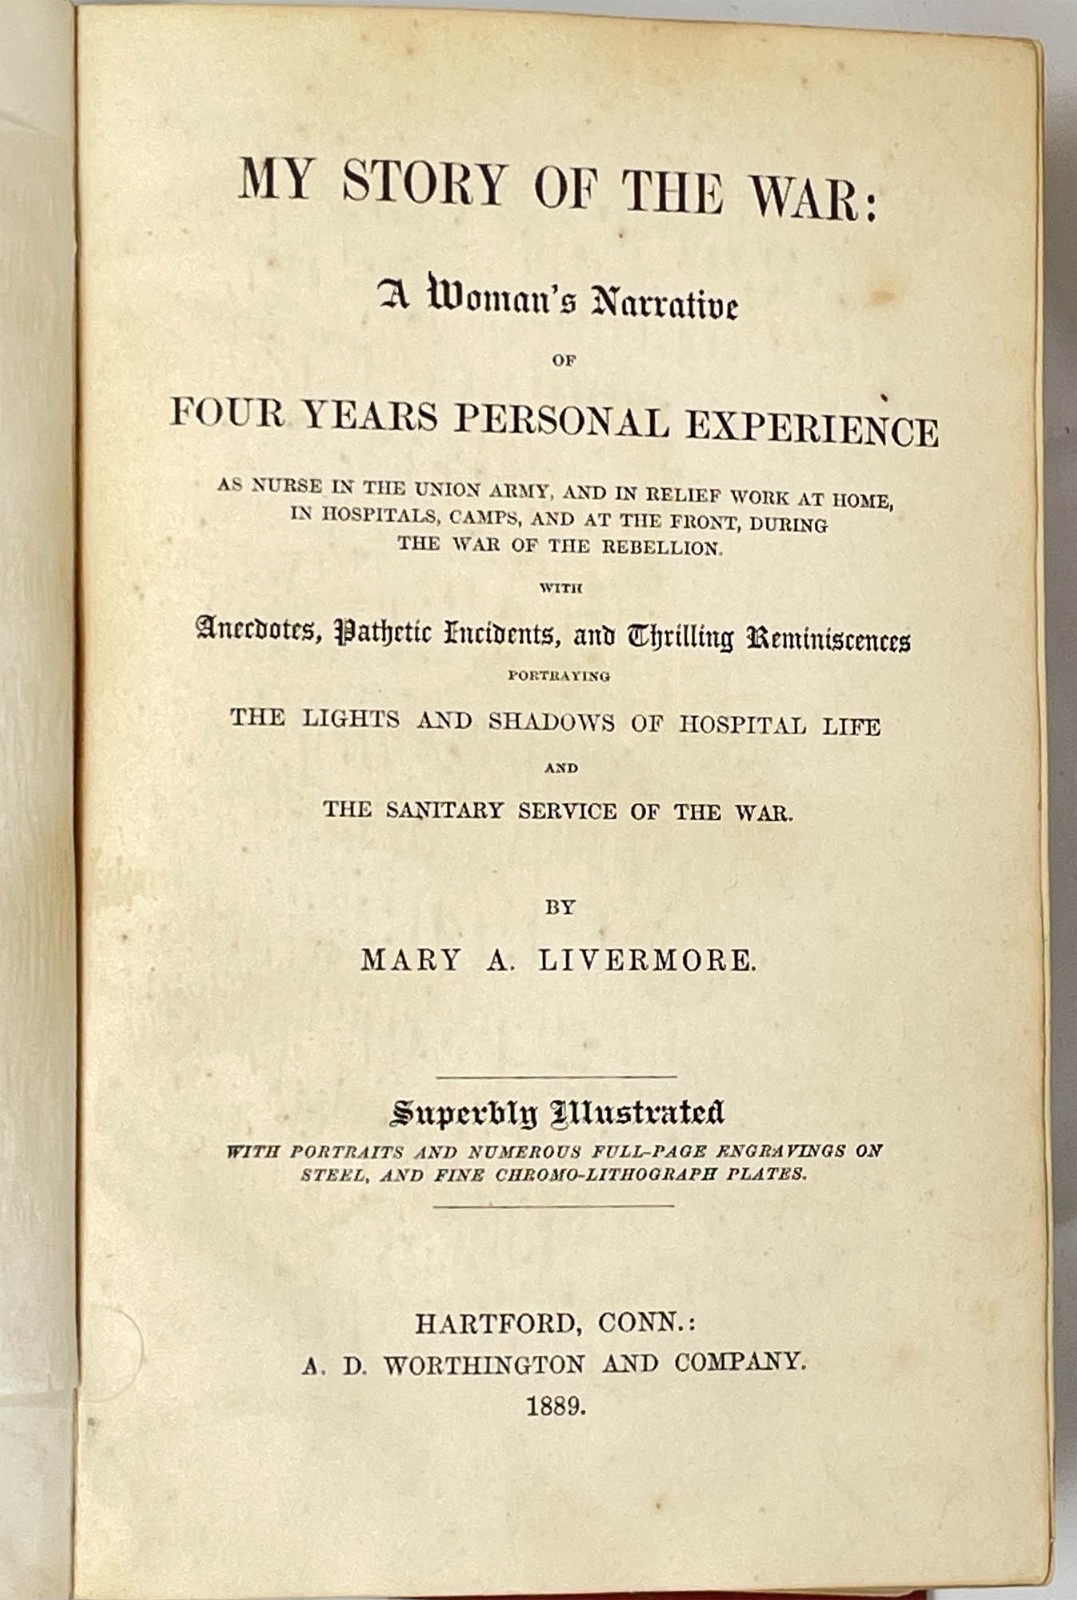 MY STORY OF THE WAR:
A Woman's Narrative
OF
FOUR YEARS PERSONAL EXPERIENCE
AS NURSE IN THE UNION ARMY, AND IN RELIEF WORK AT HOME,
IN HOSPITALS, CAMPS, AND AT THE FRONT, DURING
THE WAR OF THE REBELLION.
WITH
Anecdotes, Pathetic Incidents, and Thrilling Reminiscences
PORTRAYING
THE LIGHTS AND SHADOWS OF HOSPITAL LIFE
AND
THE SANITARY SERVICE OF THE WAR.
BY
MARY A. LIVERMORE.
Superbly Illustrated
WITH PORTRAITS AND NUMEROUS FULL-PAGE ENGRAVINGS ON
STEEL, AND FINE CHROMO-LITHOGRAPH PLATES.
HARTFORD, CONN.:
A. D. WORTHINGTON AND COMPANY.
1889.